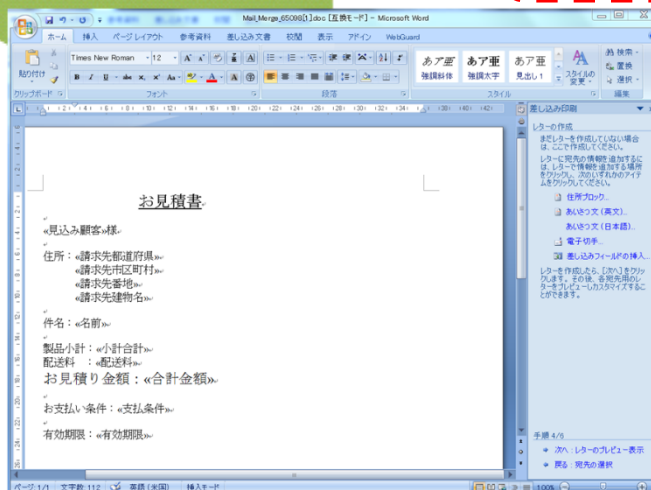 Mail_Merge_65098[1].doc [互換モード] - Microsoft Word
ホーム 挿入 ページ レイアウト 参考資料 差し込み文書 校閲 表示 アドイン WebGuard
貼り付け
Times New Roman 12
B I U abe x₂ x² Aa
あア亜 あア亜 あア亜
強調斜体 強調太字 見出し 1
スタイルの変更
検索
置換
選択
クリップボード フォント 段落 スタイル 編集
差し込み印刷
レターの作成
まだレターを作成していない場合
は、ここで作成してください。
レターに宛先の情報を追加するに
は、レターで情報を追加する場所
をクリックし、次のいずれかのアイテ
ムをクリックしてください。
住所ブロック...
あいさつ文 (英文)...
あいさつ文 (日本語)...
電子切手...
差し込みフィールドの挿入...
レターを作成したら、[次へ] をクリッ
クします。その後、各宛先用のレ
ターをプレビューしカスタマイズするこ
とができます。
手順 4/6
次へ : レターのプレビュー表示
戻る : 宛先の選択
お見積書
«見込み顧客»様
住所：«請求先都道府県»
«請求先市区町村»
«請求先番地»
«請求先建物名»
件名：«名前»
製品小計：«小計合計»
配送料　：«配送料»
お見積り金額：«合計金額»
お支払い条件：«支払条件»
有効期限：«有効期限»
ページ: 1/1 文字数: 112 英語 (米国) 挿入モード 100%